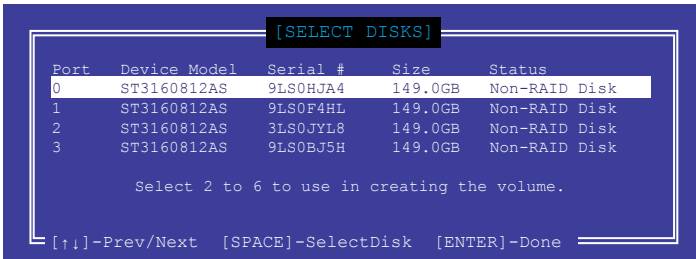 [SELECT DISKS]
Port Device Model Serial # Size Status
0 ST3160812AS 9LS0HJA4 149.0GB Non-RAID Disk
1 ST3160812AS 9LS0F4HL 149.0GB Non-RAID Disk
2 ST3160812AS 3LS0JYL8 149.0GB Non-RAID Disk
3 ST3160812AS 9LS0BJ5H 149.0GB Non-RAID Disk
Select 2 to 6 to use in creating the volume.
[↑↓]-Prev/Next [SPACE]-SelectDisk [ENTER]-Done